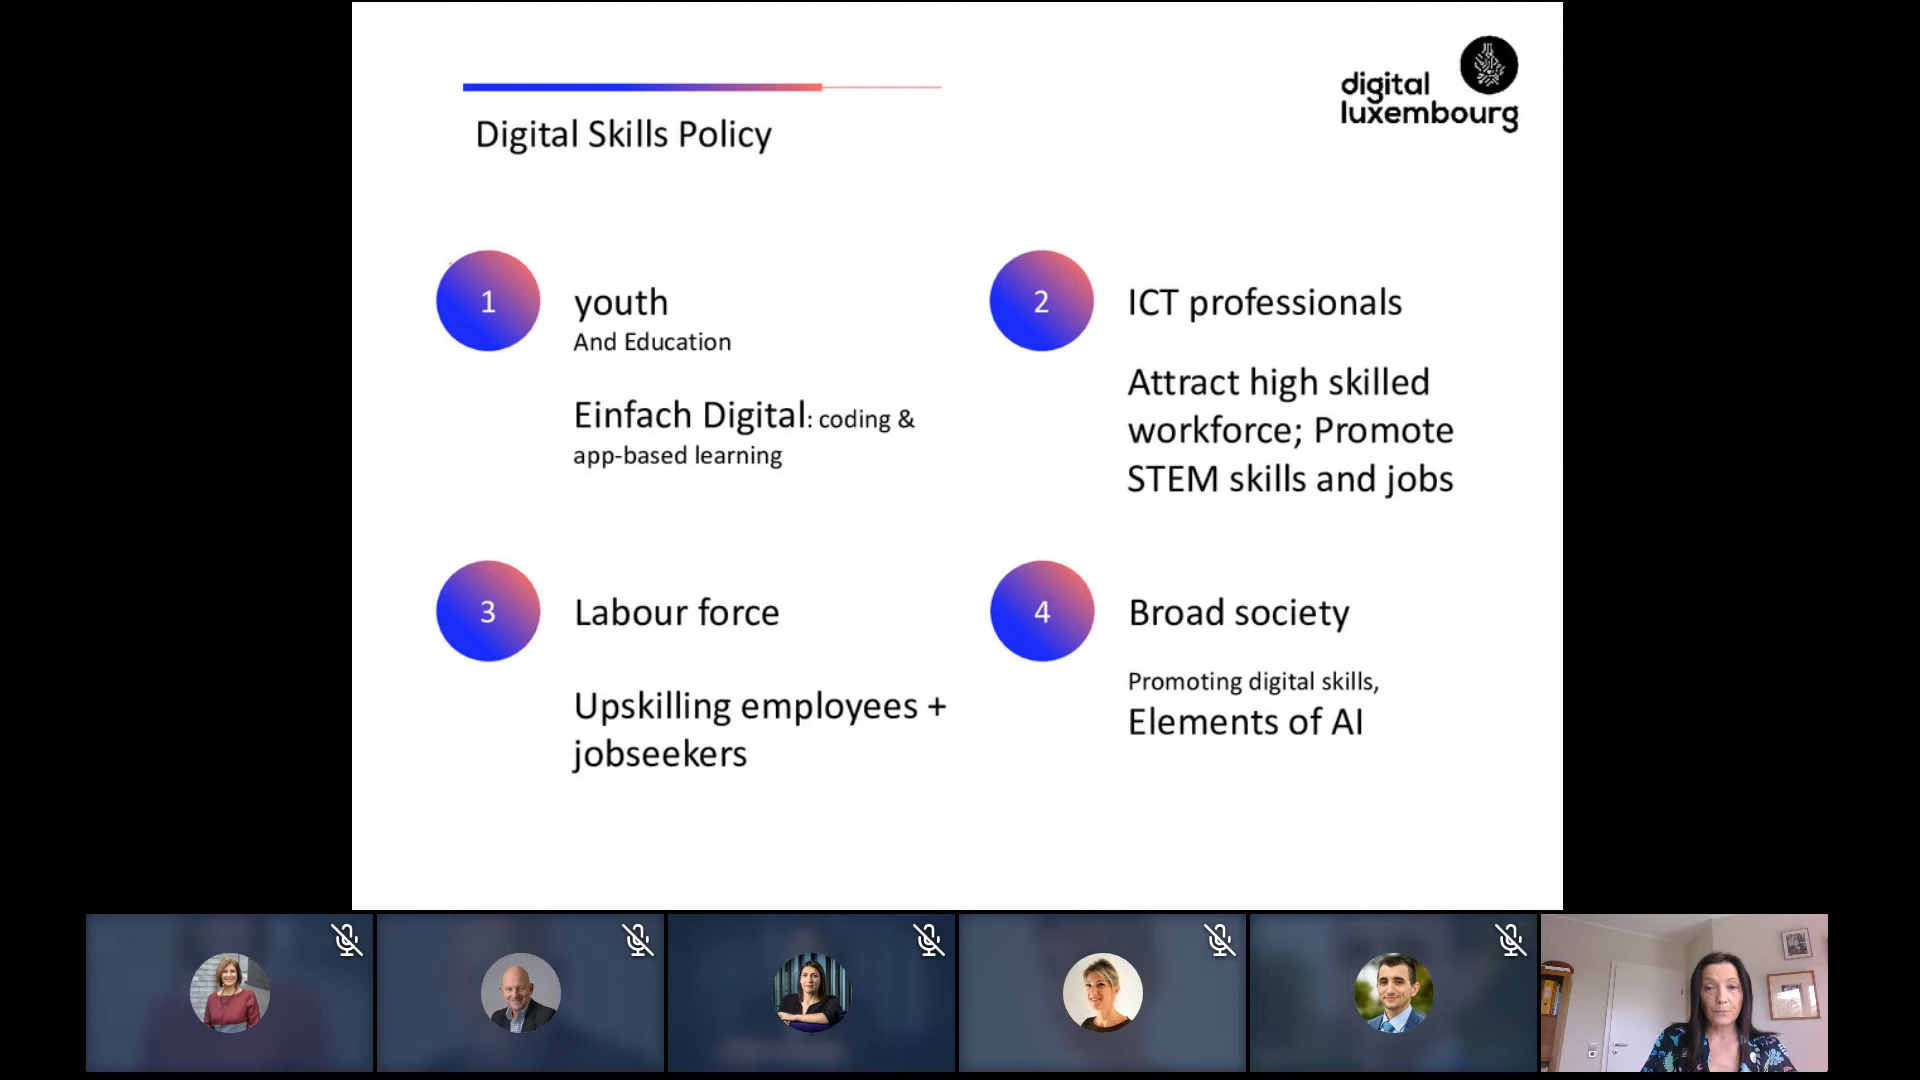 digital
luxembourg
Digital Skills Policy
1
youth
And Education
Einfach Digital: coding &
app-based learning
2
ICT professionals
Attract high skilled
workforce; Promote
STEM skills and jobs
3
Labour force
Upskilling employees +
jobseekers
4
Broad society
Promoting digital skills,
Elements of AI